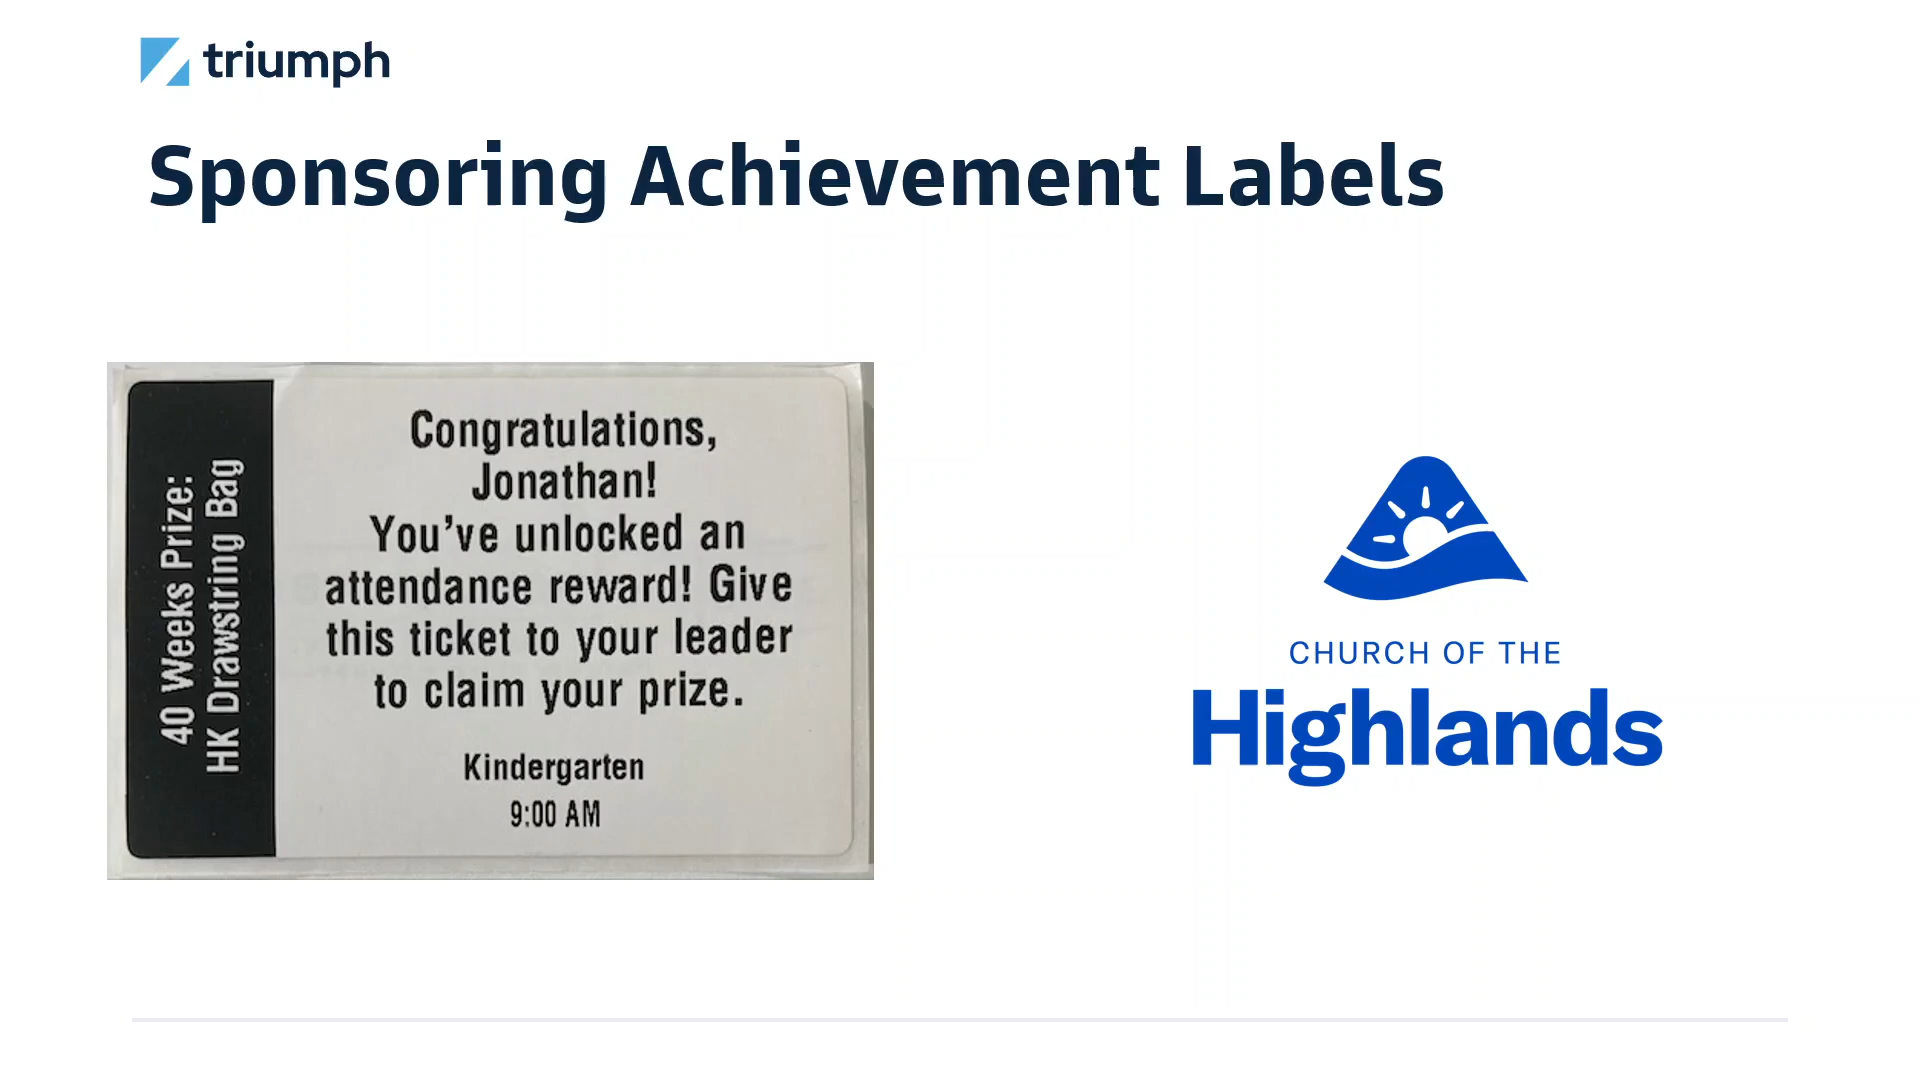 triumph
Sponsoring Achievement Labels
40 Weeks Prize:
HK Drawstring Bag
Congratulations,
Jonathan!
You’ve unlocked an
attendance reward! Give
this ticket to your leader
to claim your prize.
Kindergarten
9:00 AM
CHURCH OF THE
Highlands